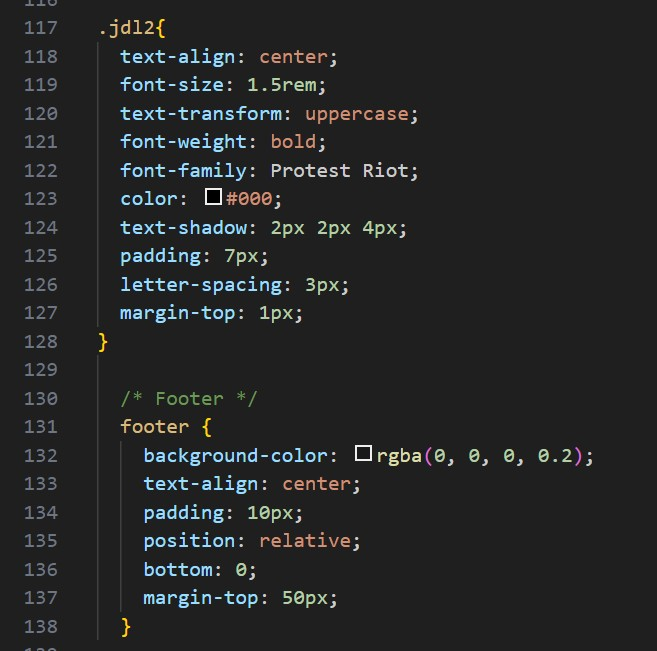 117 .jdl2{
118 text-align: center;
119 font-size: 1.5rem;
120 text-transform: uppercase;
121 font-weight: bold;
122 font-family: Protest Riot;
123 color: #000;
124 text-shadow: 2px 2px 4px;
125 padding: 7px;
126 letter-spacing: 3px;
127 margin-top: 1px;
128 }
129
130 /* Footer */
131 footer {
132 background-color: rgba(0, 0, 0, 0.2);
133 text-align: center;
134 padding: 10px;
135 position: relative;
136 bottom: 0;
137 margin-top: 50px;
138 }